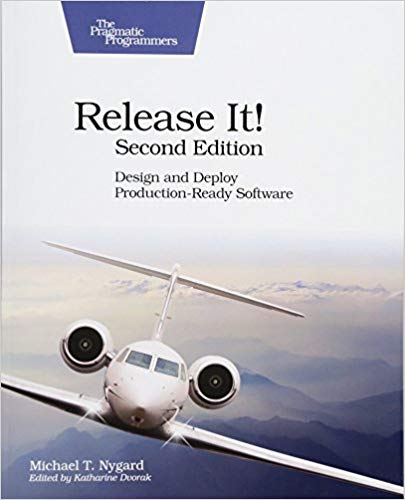 The
Pragmatic
Programmers
Release It!
Second Edition
Design and Deploy
Production-Ready Software
Michael T. Nygard
Edited by Katharine Dvorak